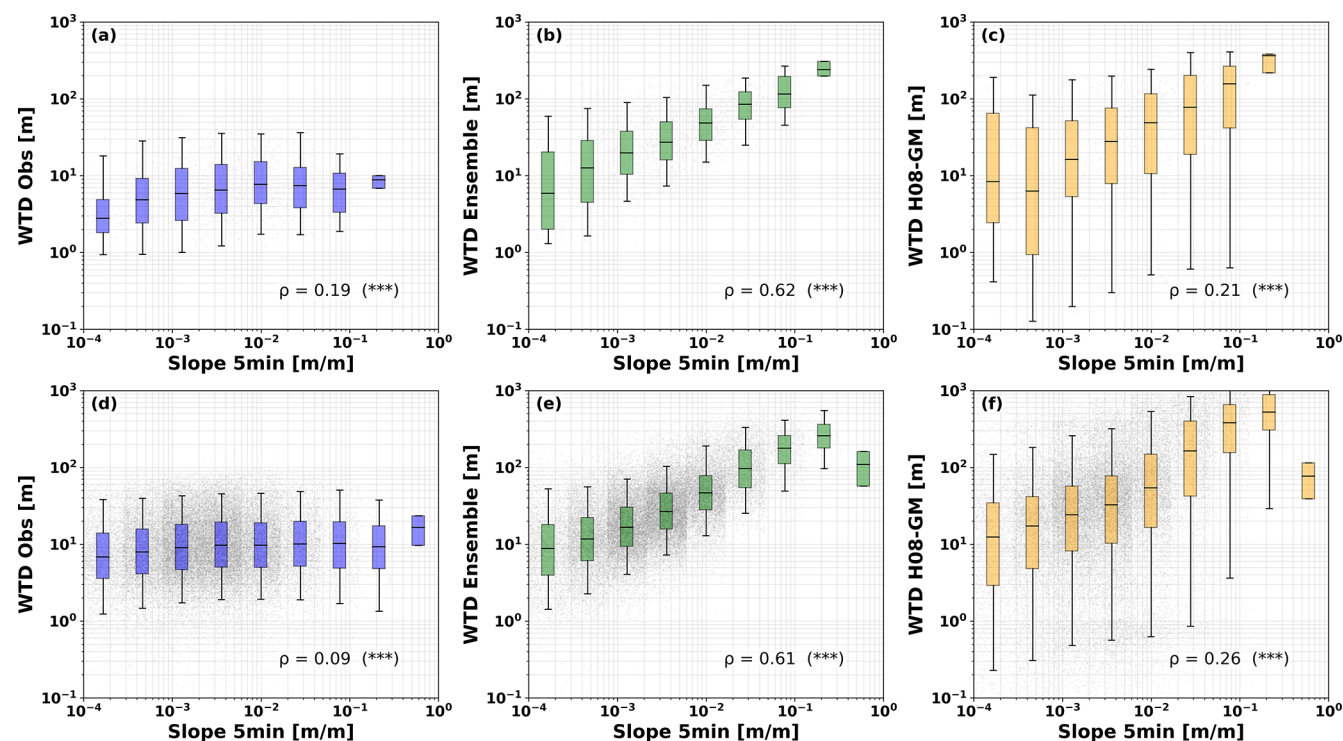 (a)
WTD Obs [m]
10³
10²
10¹
10⁰
10⁻¹
ρ = 0.19 (***)
10⁻⁴ 10⁻³ 10⁻² 10⁻¹ 10⁰
Slope 5min [m/m]
(b)
WTD Ensemble [m]
10³
10²
10¹
10⁰
10⁻¹
ρ = 0.62 (***)
10⁻⁴ 10⁻³ 10⁻² 10⁻¹ 10⁰
Slope 5min [m/m]
(c)
WTD H08-GM [m]
10³
10²
10¹
10⁰
10⁻¹
ρ = 0.21 (***)
10⁻⁴ 10⁻³ 10⁻² 10⁻¹ 10⁰
Slope 5min [m/m]
(d)
WTD Obs [m]
10³
10²
10¹
10⁰
10⁻¹
ρ = 0.09 (***)
10⁻⁴ 10⁻³ 10⁻² 10⁻¹ 10⁰
Slope 5min [m/m]
(e)
WTD Ensemble [m]
10³
10²
10¹
10⁰
10⁻¹
ρ = 0.61 (***)
10⁻⁴ 10⁻³ 10⁻² 10⁻¹ 10⁰
Slope 5min [m/m]
(f)
WTD H08-GM [m]
10³
10²
10¹
10⁰
10⁻¹
ρ = 0.26 (***)
10⁻⁴ 10⁻³ 10⁻² 10⁻¹ 10⁰
Slope 5min [m/m]